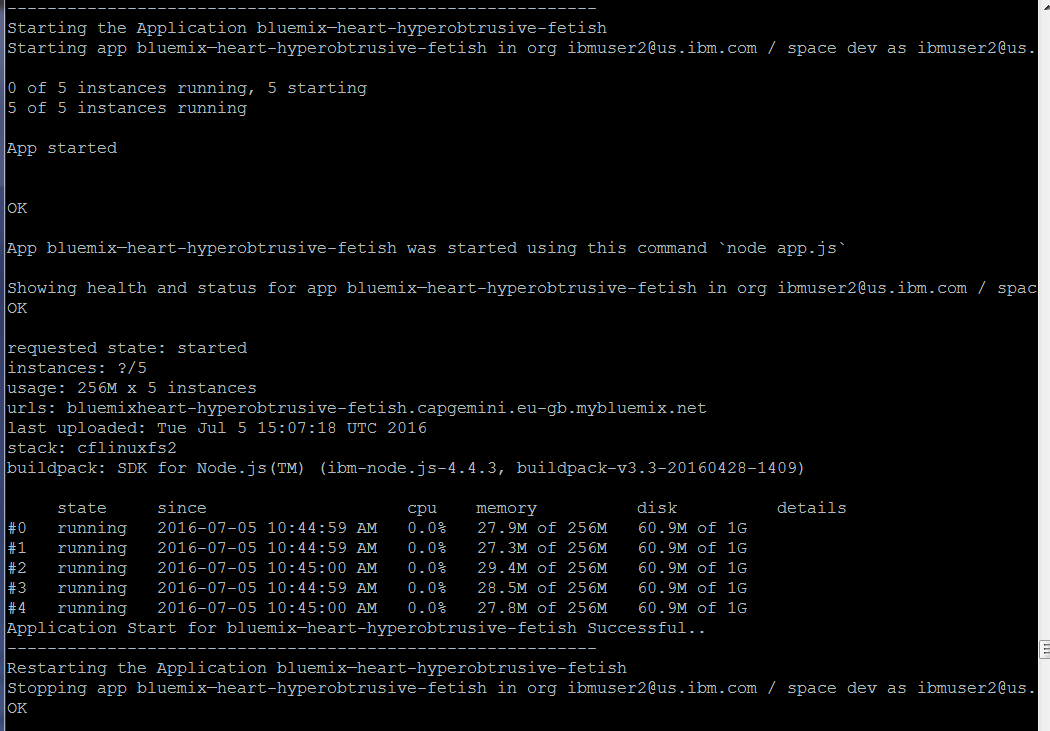 -----------------------------------------------------------
Starting the Application bluemix—heart-hyperobtrusive-fetish
Starting app bluemix—heart-hyperobtrusive-fetish in org ibmuser2@us.ibm.com / space dev as ibmuser2@us.
0 of 5 instances running, 5 starting
5 of 5 instances running
App started
OK
App bluemix—heart-hyperobtrusive-fetish was started using this command `node app.js`
Showing health and status for app bluemix—heart-hyperobtrusive-fetish in org ibmuser2@us.ibm.com / spac
OK
requested state: started
instances: ?/5
usage: 256M x 5 instances
urls: bluemixheart-hyperobtrusive-fetish.capgemini.eu-gb.mybluemix.net
last uploaded: Tue Jul 5 15:07:18 UTC 2016
stack: cflinuxfs2
buildpack: SDK for Node.js(TM) (ibm-node.js-4.4.3, buildpack-v3.3-20160428-1409)
state since cpu memory disk details
#0 running 2016-07-05 10:44:59 AM 0.0% 27.9M of 256M 60.9M of 1G
#1 running 2016-07-05 10:44:59 AM 0.0% 27.3M of 256M 60.9M of 1G
#2 running 2016-07-05 10:45:00 AM 0.0% 29.4M of 256M 60.9M of 1G
#3 running 2016-07-05 10:44:59 AM 0.0% 28.5M of 256M 60.9M of 1G
#4 running 2016-07-05 10:45:00 AM 0.0% 27.8M of 256M 60.9M of 1G
Application Start for bluemix—heart-hyperobtrusive-fetish Successful..
-----------------------------------------------------------
Restarting the Application bluemix—heart-hyperobtrusive-fetish
Stopping app bluemix—heart-hyperobtrusive-fetish in org ibmuser2@us.ibm.com / space dev as ibmuser2@us.
OK